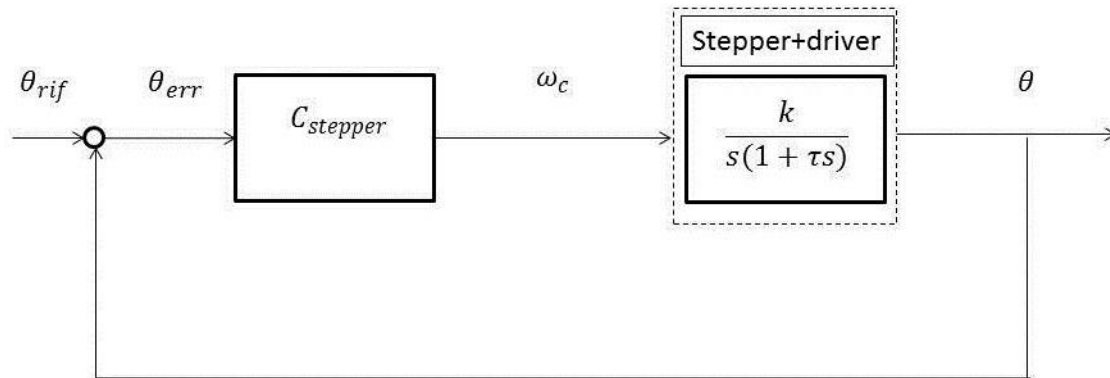 θ_rif
θ_err
C_stepper
ω_c
Stepper+driver
k
s(1 + τs)
θ